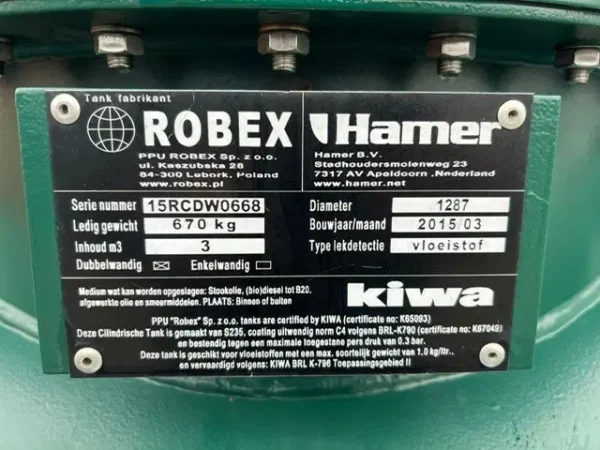 Tank fabrikant
ROBEX
PPU ROBEX Sp. z o.o.
ul. Kaszubska 28
84-300 Lebork, Poland
www.robex.pl
Hamer
Hamer B.V.
Stadhoudersmolenweg 23
7317 AV Apeldoorn, Nederland
www.hamer.net
Serie nummer 15RCDW0668
Ledig gewicht 670 kg
Inhoud m3 3
Dubbelwandig ☒ Enkelwandig ☐
Diameter 1287
Bouwjaar/maand 2015/03
Type lekdetectie vloeistof
Medium wat kan worden opgeslagen: Stookolie, (bio)diesel tot B20,
afgewerkte olie en smeermiddelen. PLAATS: Binnen of buiten
kiwa
PPU "Robex" Sp. z o.o. tanks are certified by KIWA (certificate no: K65093)
Deze Cilindrische Tank is gemaakt van S235, coating uitwendig norm C4 volgens BRL-K790 (certificate no: K67049)
en bestendig tegen een maximale toegestane pers druk van 0.3 bar.
Deze tank is geschikt voor vloeistoffen met een max. soortelijk gewicht van 1.0 kg/ltr.,
en vervaardigd volgens: KIWA BRL K-796 Toepassingsgebied II